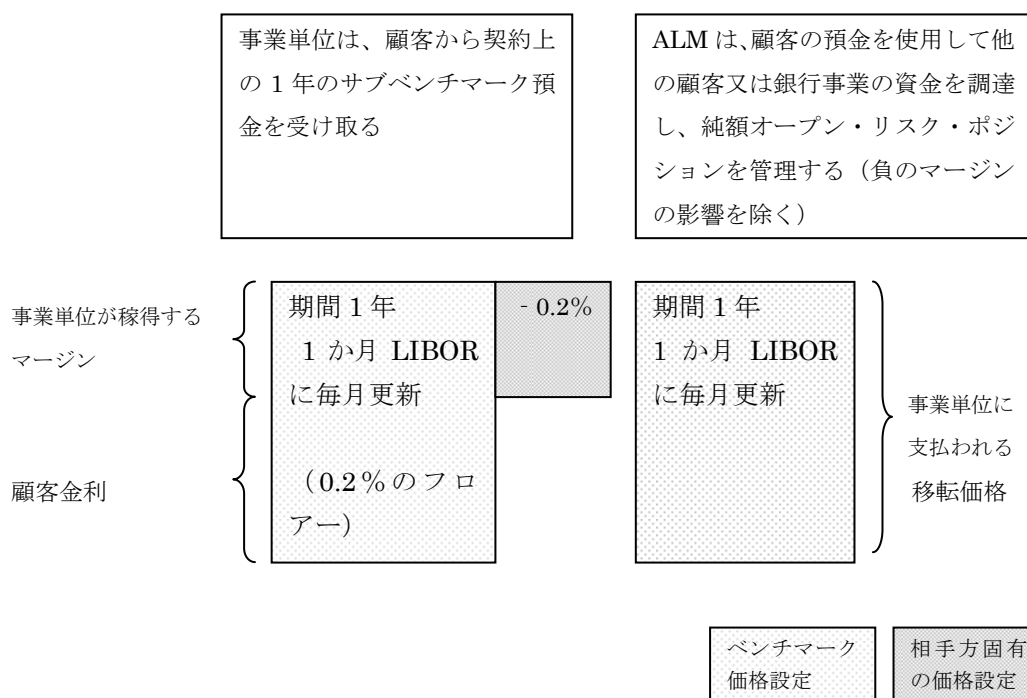 事業単位は、顧客から契約上
の 1 年のサブベンチマーク預
金を受け取る
ALM は、顧客の預金を使用して他
の顧客又は銀行事業の資金を調達
し、純額オープン・リスク・ポジ
ションを管理する（負のマージン
の影響を除く）
事業単位が稼得する
マージン
顧客金利
期間 1 年
1 か月 LIBOR
に毎月更新
（0.2％のフロ
アー）
- 0.2%
期間 1 年
1 か月 LIBOR
に毎月更新
事業単位に
支払われる
移転価格
ベンチマーク
価格設定
相手方固有
の価格設定